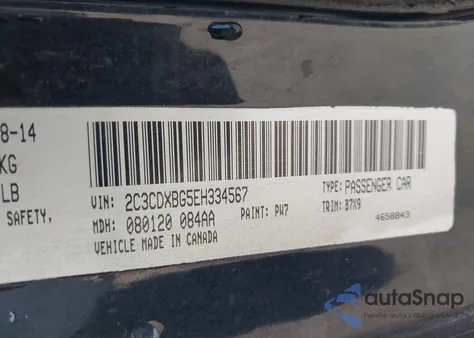 8-14
KG
LB
VIN: 2C3CDXBG5EH334567
TYPE: PASSENGER CAR
MDH: 080120 084AA
PAINT: PW7
TRIM: B7X9
VEHICLE MADE IN CANADA
4658843
SAFETY.
autoSnap